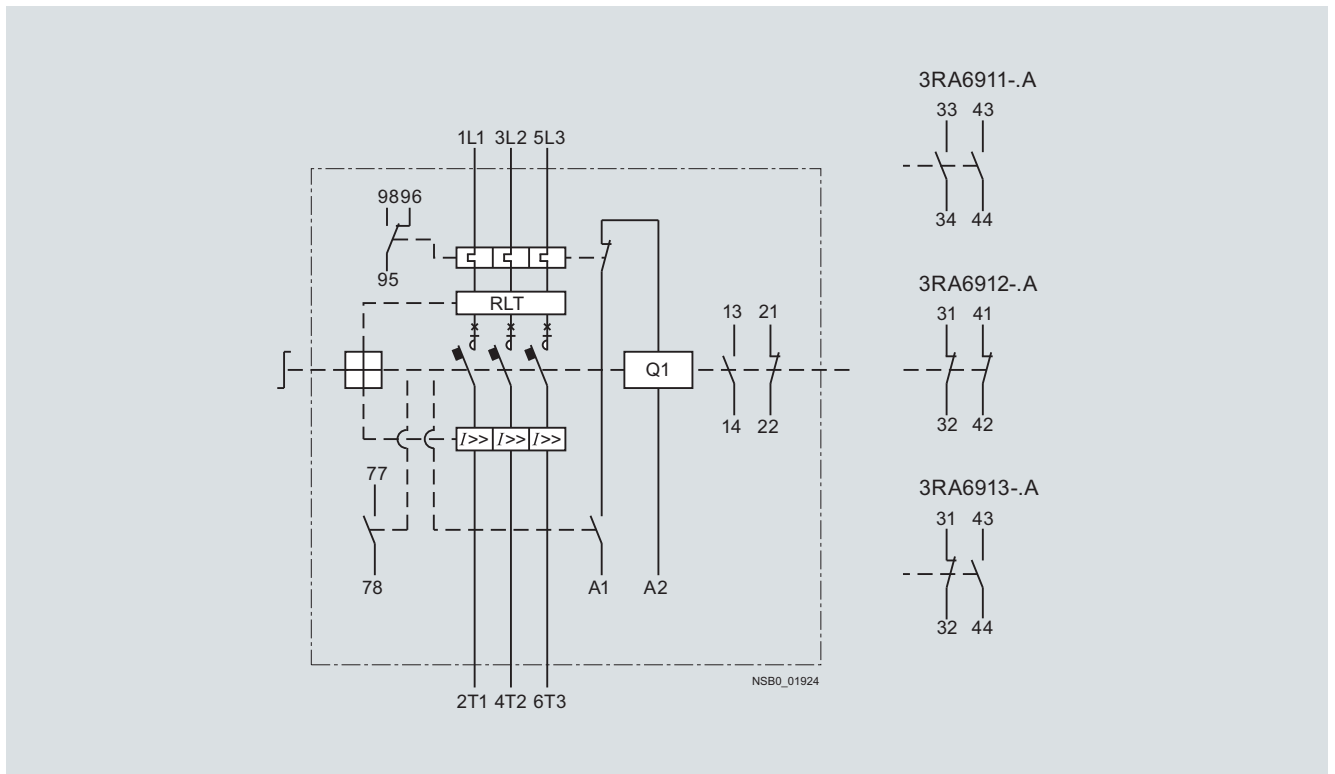 3RA6911-.A
33 43
34 44
1L1 3L2 5L3
98 96
95
RLT
13 21
Q1
14 22
I>> I>> I>>
77
78
A1 A2
2T1 4T2 6T3
NSB0_01924
3RA6912-.A
31 41
32 42
3RA6913-.A
31 43
32 44